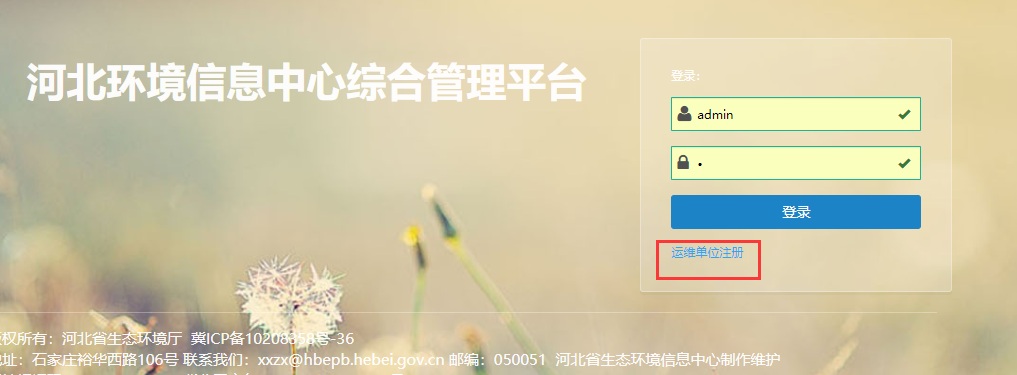 河北环境信息中心综合管理平台
登录:
admin
登录
运维单位注册
权所有：河北省生态环境厅 冀ICP备10208358号-36
址：石家庄裕华西路106号 联系我们：xxzx@hbepb.hebei.gov.cn 邮编：050051 河北省生态环境信息中心制作维护